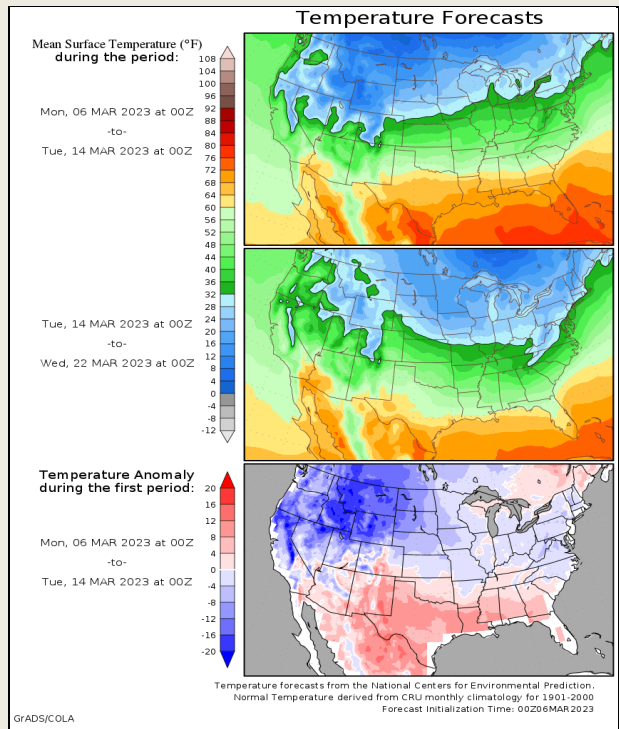 Temperature Forecasts
Mean Surface Temperature (°F)
during the period:
108
104
100
96
92
88
84
80
76
72
68
64
60
56
52
48
44
40
36
32
28
24
20
16
12
8
4
0
-4
-8
-12
Mon, 06 MAR 2023 at 00Z
-to-
Tue, 14 MAR 2023 at 00Z
Tue, 14 MAR 2023 at 00Z
-to-
Wed, 22 MAR 2023 at 00Z
Temperature Anomaly
during the first period:
20
16
12
8
4
0
-4
-8
-12
-16
-20
Mon, 06 MAR 2023 at 00Z
-to-
Tue, 14 MAR 2023 at 00Z
Temperature forecasts from the National Centers for Environmental Prediction.
Normal Temperature derived from CRU monthly climatology for 1901-2000
Forecast Initialization Time: 00Z06MAR2023
GrADS/COLA